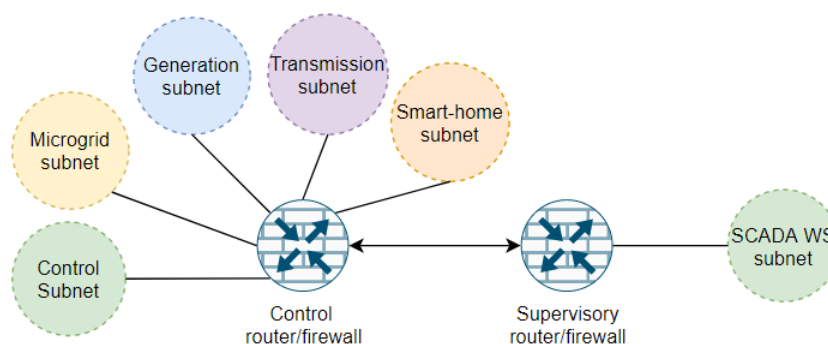 Generation
subnet
Transmission
subnet
Smart-home
subnet
Microgrid
subnet
Control
Subnet
SCADA WS
subnet
Control
router/firewall
Supervisory
router/firewall